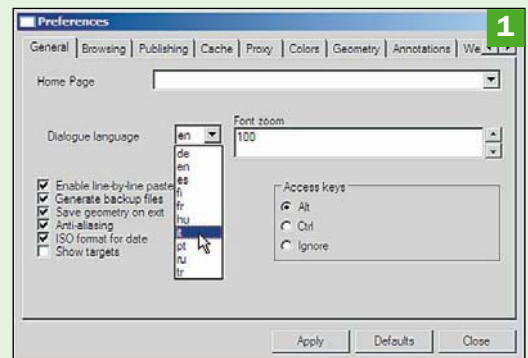 1
Preferences
General Browsing Publishing Cache Proxy Colors Geometry Annotations We
Home Page
Font zoom
Dialogue language en 100
de
en
es
fi
fr
hu
it
pt
ru
tr
Enable line-by-line paste
Generate backup files
Save geometry on exit
Anti-aliasing
ISO format for date
Show targets
Access keys
Alt
Ctrl
Ignore
Apply Defaults Close